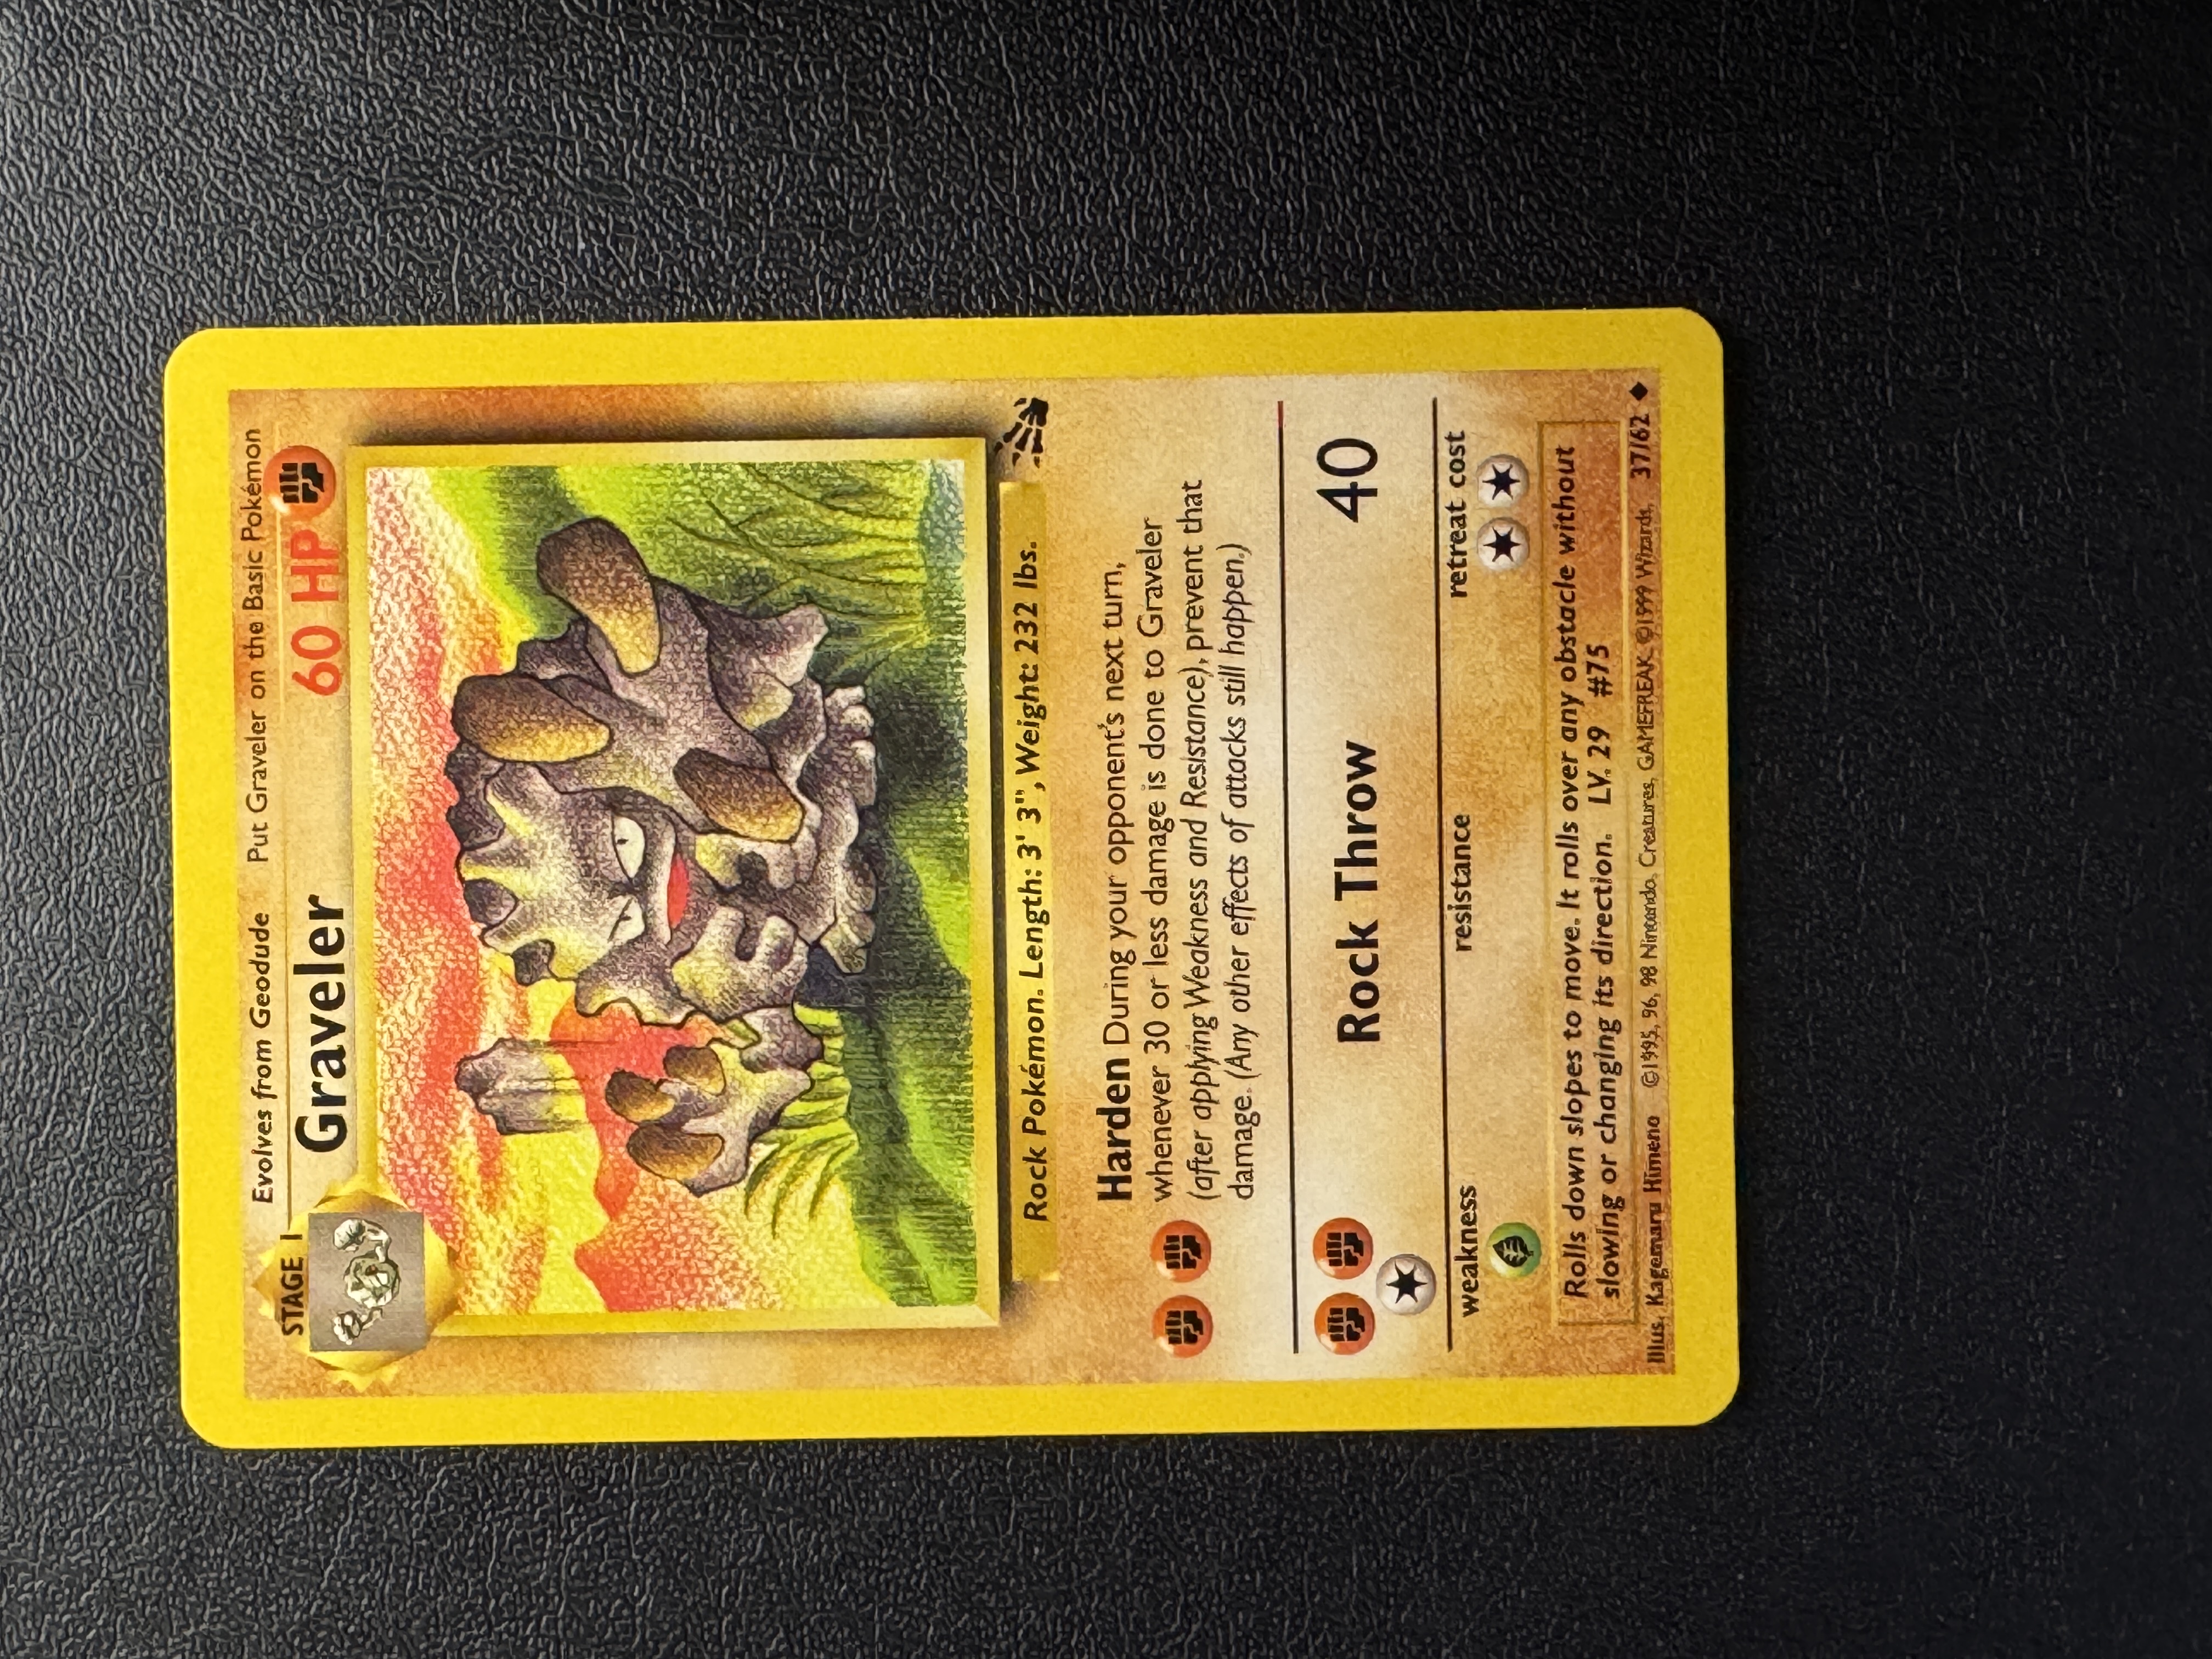 Evolves from Geodude Put Graveler on the Basic Pokémon
STAGE 1
Graveler 60 HP
Rock Pokémon. Length: 3' 3", Weight: 232 lbs.
Harden During your opponent's next turn,
whenever 30 or less damage is done to Graveler
(after applying Weakness and Resistance), prevent that
damage. (Any other effects of attacks still happen.)
Rock Throw 40
weakness resistance retreat cost
Rolls down slopes to move. It rolls over any obstacle without
slowing or changing its direction. LV. 29 #75
Illus. Kagemaru Himeno ©1995, 96, 98 Nintendo, Creatures, GAMEFREAK. ©1999 Wizards. 37/62